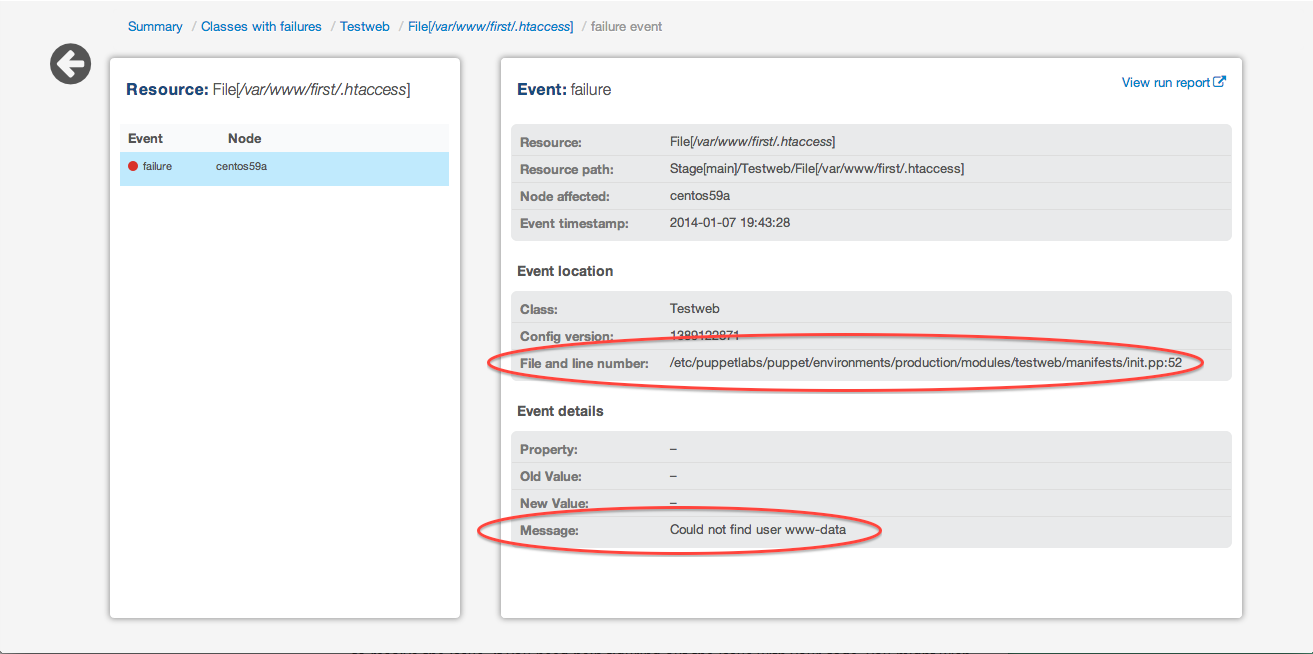 Summary / Classes with failures / Testweb / File[/var/www/first/.htaccess] / failure event
Resource: File[/var/www/first/.htaccess]
Event Node
failure centos59a
Event: failure
View run report
Resource: File[/var/www/first/.htaccess]
Resource path: Stage[main]/Testweb/File[/var/www/first/.htaccess]
Node affected: centos59a
Event timestamp: 2014-01-07 19:43:28
Event location
Class: Testweb
Config version: 1389122871
File and line number: /etc/puppetlabs/puppet/environments/production/modules/testweb/manifests/init.pp:52
Event details
Property: –
Old Value: –
New Value: –
Message: Could not find user www-data